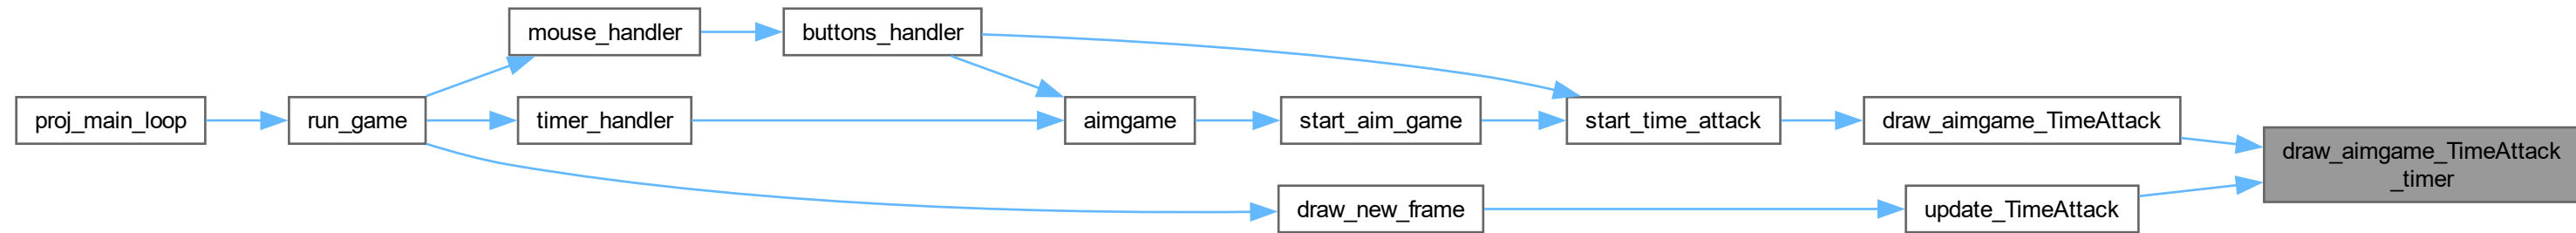 mouse_handler
buttons_handler
proj_main_loop
run_game
timer_handler
aimgame
start_aim_game
start_time_attack
draw_aimgame_TimeAttack
draw_aimgame_TimeAttack
_timer
draw_new_frame
update_TimeAttack